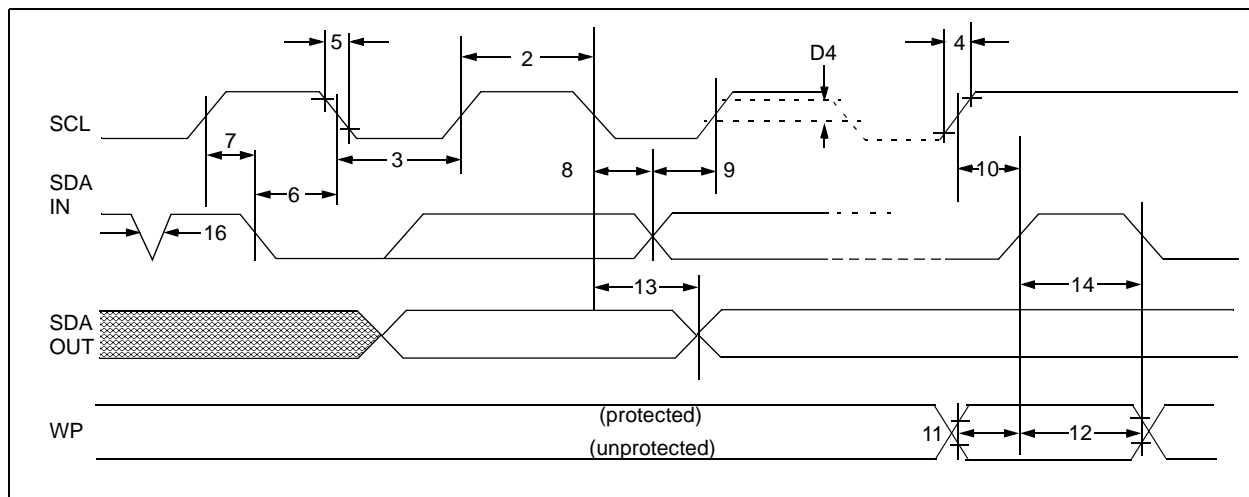 5
2
D4
4
SCL
7
3
8
9
10
SDA
IN
6
16
13
14
SDA
OUT
WP
(protected)
(unprotected)
11
12